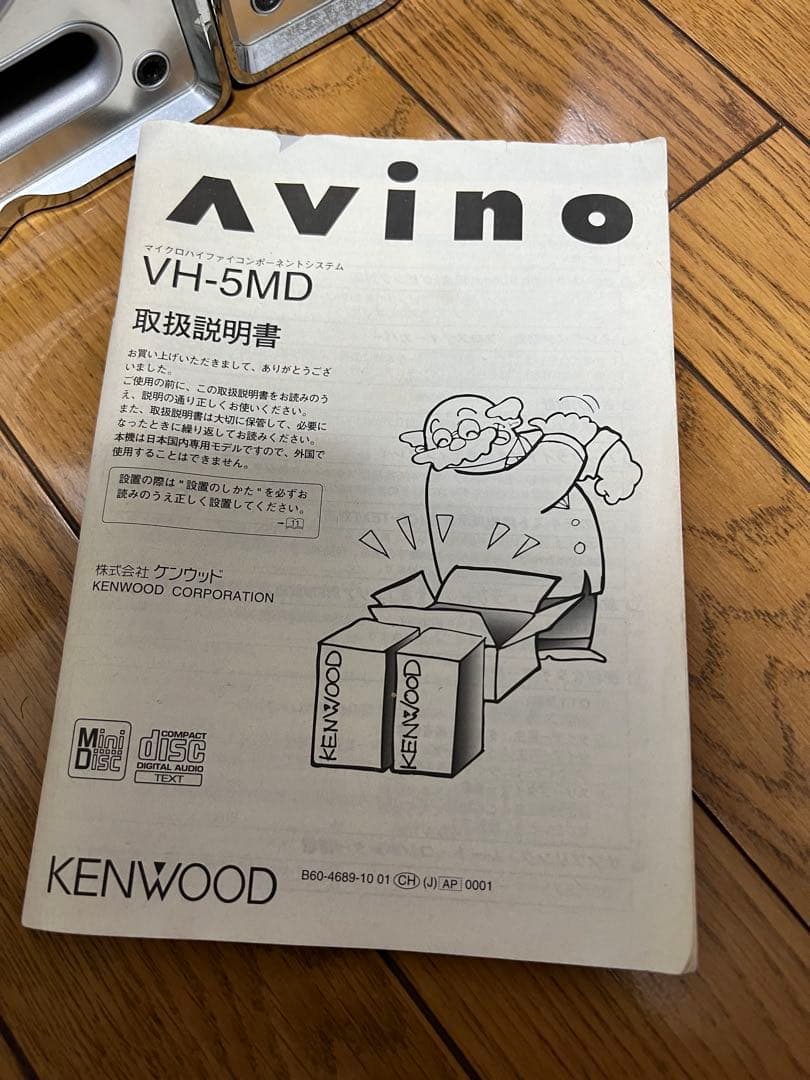 Avino
マイクロハイファイコンポーネントシステム
VH-5MD
取扱説明書
お買い上げいただきまして、ありがとうござ
いました。
ご使用の前に、この取扱説明書をお読みのう
え、説明の通り正しくお使いください。
また、取扱説明書は大切に保管して、必要に
なったときに繰り返してお読みください。
本機は日本国内専用モデルですので、外国で
使用することはできません。
設置の際は"設置のしかた"を必ずお
読みのうえ正しく設置してください。
→11
株式会社 ケンウッド
KENWOOD CORPORATION
KENWOOD
KENWOOD
Mini
Disc
COMPACT
disc
DIGITAL AUDIO
TEXT
KENWOOD
B60-4689-10 01 CH (J) AP 0001